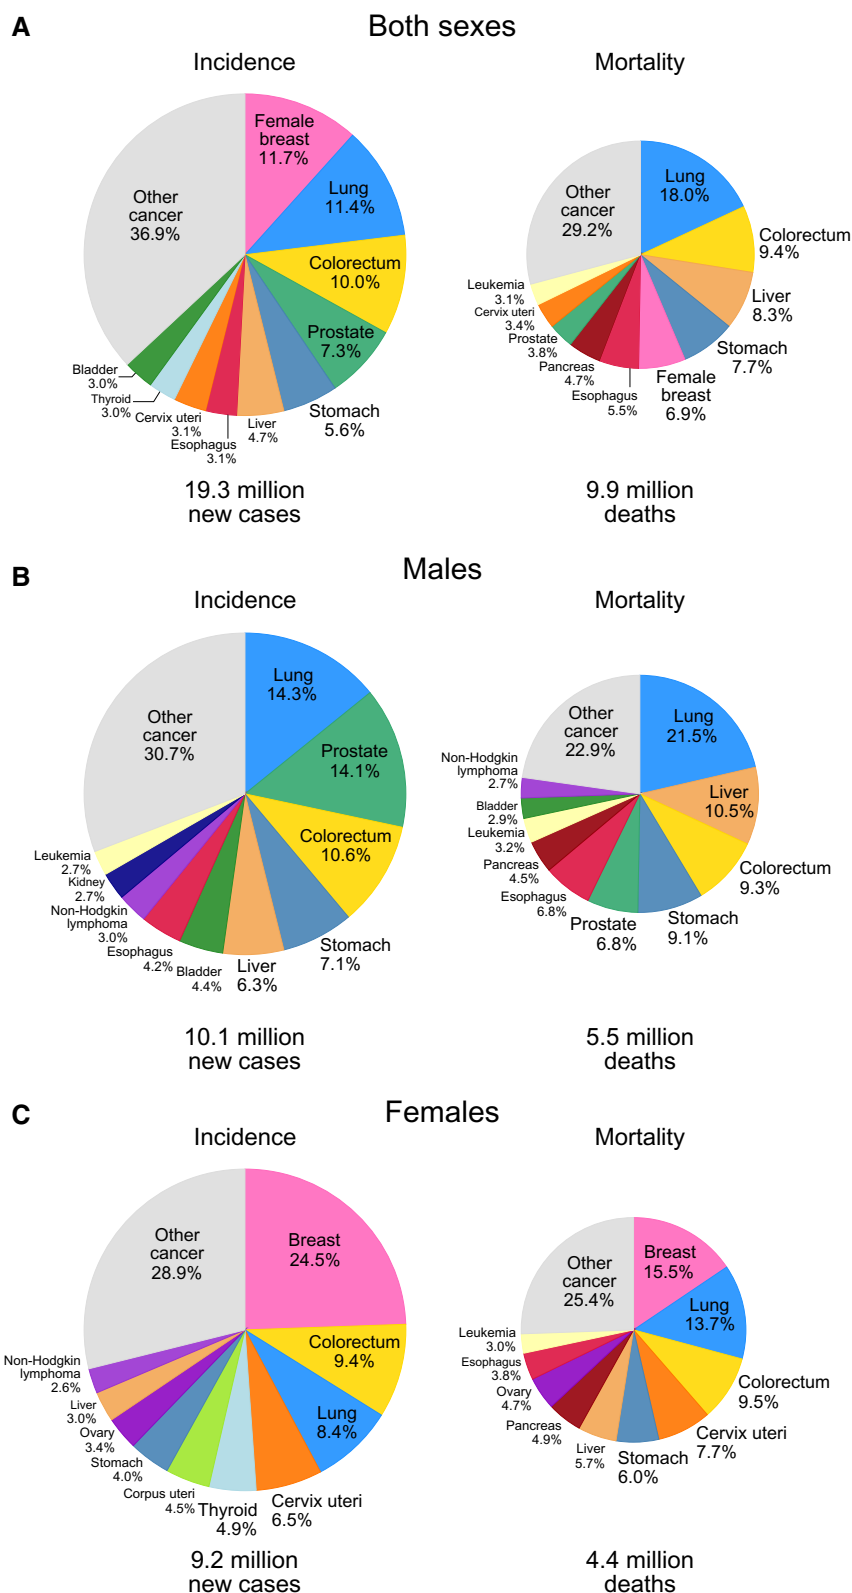 A
Both sexes
Incidence
Female
breast
11.7%
Lung
11.4%
Colorectum
10.0%
Prostate
7.3%
Stomach
5.6%
Liver
4.7%
Esophagus
3.1%
Cervix uteri
3.1%
Thyroid
3.0%
Bladder
3.0%
Other
cancer
36.9%
19.3 million
new cases
Mortality
Lung
18.0%
Colorectum
9.4%
Liver
8.3%
Stomach
7.7%
Female
breast
6.9%
Esophagus
5.5%
Pancreas
4.7%
Prostate
3.8%
Cervix uteri
3.4%
Leukemia
3.1%
Other
cancer
29.2%
9.9 million
deaths
B
Males
Incidence
Lung
14.3%
Prostate
14.1%
Colorectum
10.6%
Stomach
7.1%
Liver
6.3%
Bladder
4.4%
Esophagus
4.2%
Non-Hodgkin
lymphoma
3.0%
Kidney
2.7%
Leukemia
2.7%
Other
cancer
30.7%
10.1 million
new cases
Mortality
Lung
21.5%
Liver
10.5%
Colorectum
9.3%
Stomach
9.1%
Prostate
6.8%
Esophagus
6.8%
Pancreas
4.5%
Leukemia
3.2%
Bladder
2.9%
Non-Hodgkin
lymphoma
2.7%
Other
cancer
22.9%
5.5 million
deaths
C
Females
Incidence
Breast
24.5%
Colorectum
9.4%
Lung
8.4%
Cervix uteri
6.5%
Thyroid
4.9%
Corpus uteri
4.5%
Stomach
4.0%
Ovary
3.4%
Liver
3.0%
Non-Hodgkin
lymphoma
2.6%
Other
cancer
28.9%
9.2 million
new cases
Mortality
Breast
15.5%
Lung
13.7%
Colorectum
9.5%
Cervix uteri
7.7%
Stomach
6.0%
Liver
5.7%
Pancreas
4.9%
Ovary
4.7%
Esophagus
3.8%
Leukemia
3.0%
Other
cancer
25.4%
4.4 million
deaths